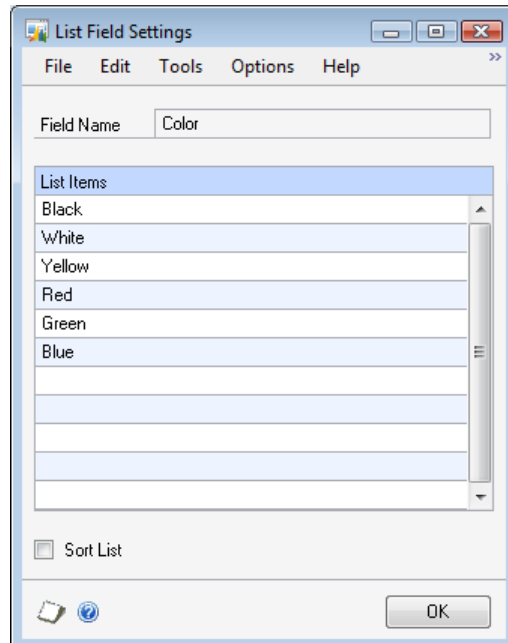 List Field Settings
File Edit Tools Options Help
Field Name Color
List Items
Black
White
Yellow
Red
Green
Blue
Sort List
OK